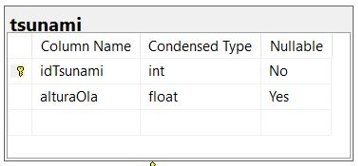 tsunami
Column Name Condensed Type Nullable
idTsunami int No
alturaOla float Yes